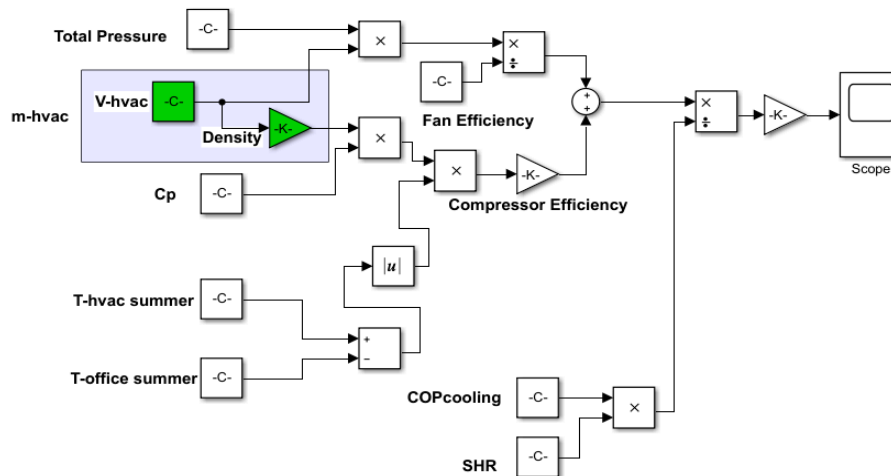 Total Pressure
-C-
×
×
÷
-C-
Fan Efficiency
m-hvac
V-hvac
-C-
Density
-K-
×
+
+
×
÷
-K-
Scope
Cp
-C-
×
-K-
Compressor Efficiency
|u|
T-hvac summer
-C-
+
−
T-office summer
-C-
COPcooling
-C-
×
SHR
-C-